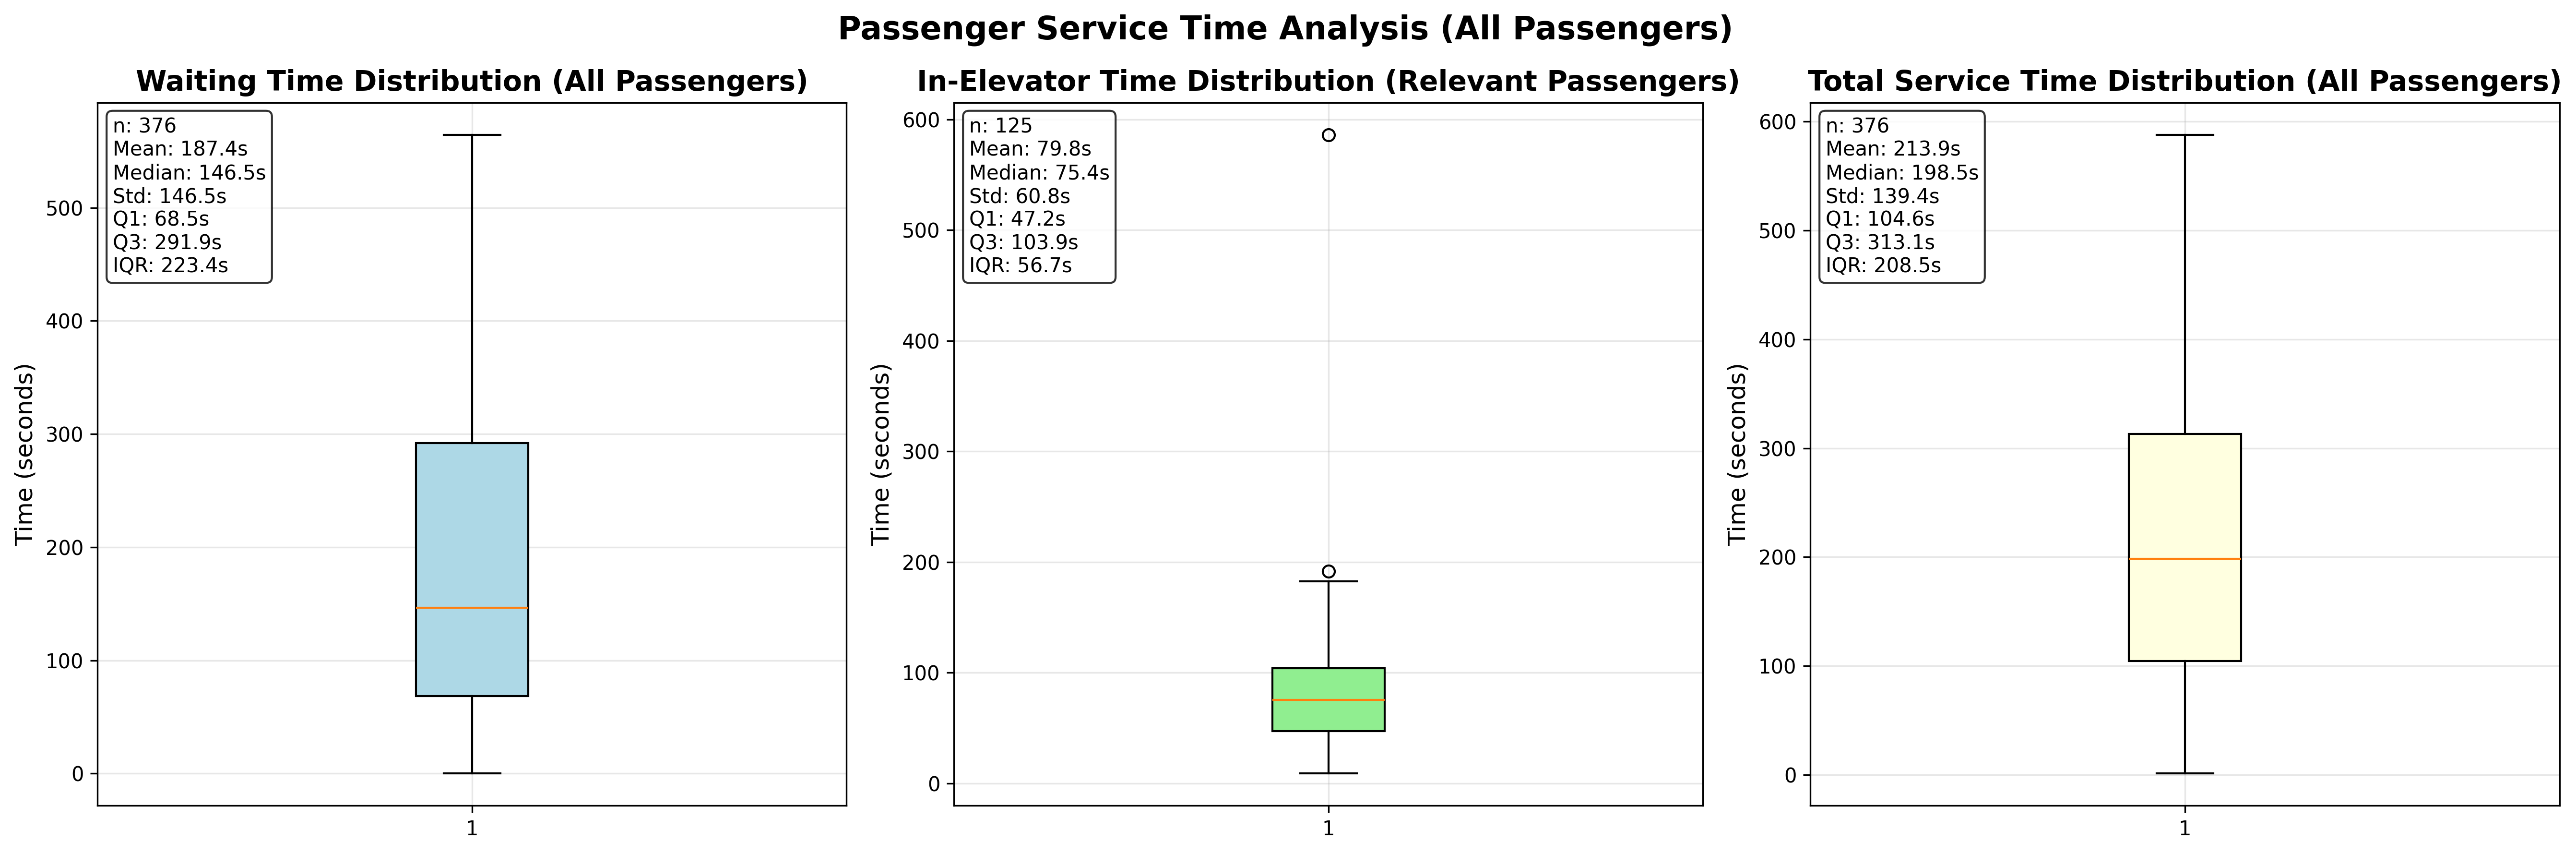 Passenger Service Time Analysis (All Passengers)
Waiting Time Distribution (All Passengers)
n: 376
Mean: 187.4s
Median: 146.5s
Std: 146.5s
Q1: 68.5s
Q3: 291.9s
IQR: 223.4s
Time (seconds)
500
400
300
200
100
0
1
In-Elevator Time Distribution (Relevant Passengers)
n: 125
Mean: 79.8s
Median: 75.4s
Std: 60.8s
Q1: 47.2s
Q3: 103.9s
IQR: 56.7s
Time (seconds)
600
500
400
300
200
100
0
1
Total Service Time Distribution (All Passengers)
n: 376
Mean: 213.9s
Median: 198.5s
Std: 139.4s
Q1: 104.6s
Q3: 313.1s
IQR: 208.5s
Time (seconds)
600
500
400
300
200
100
0
1